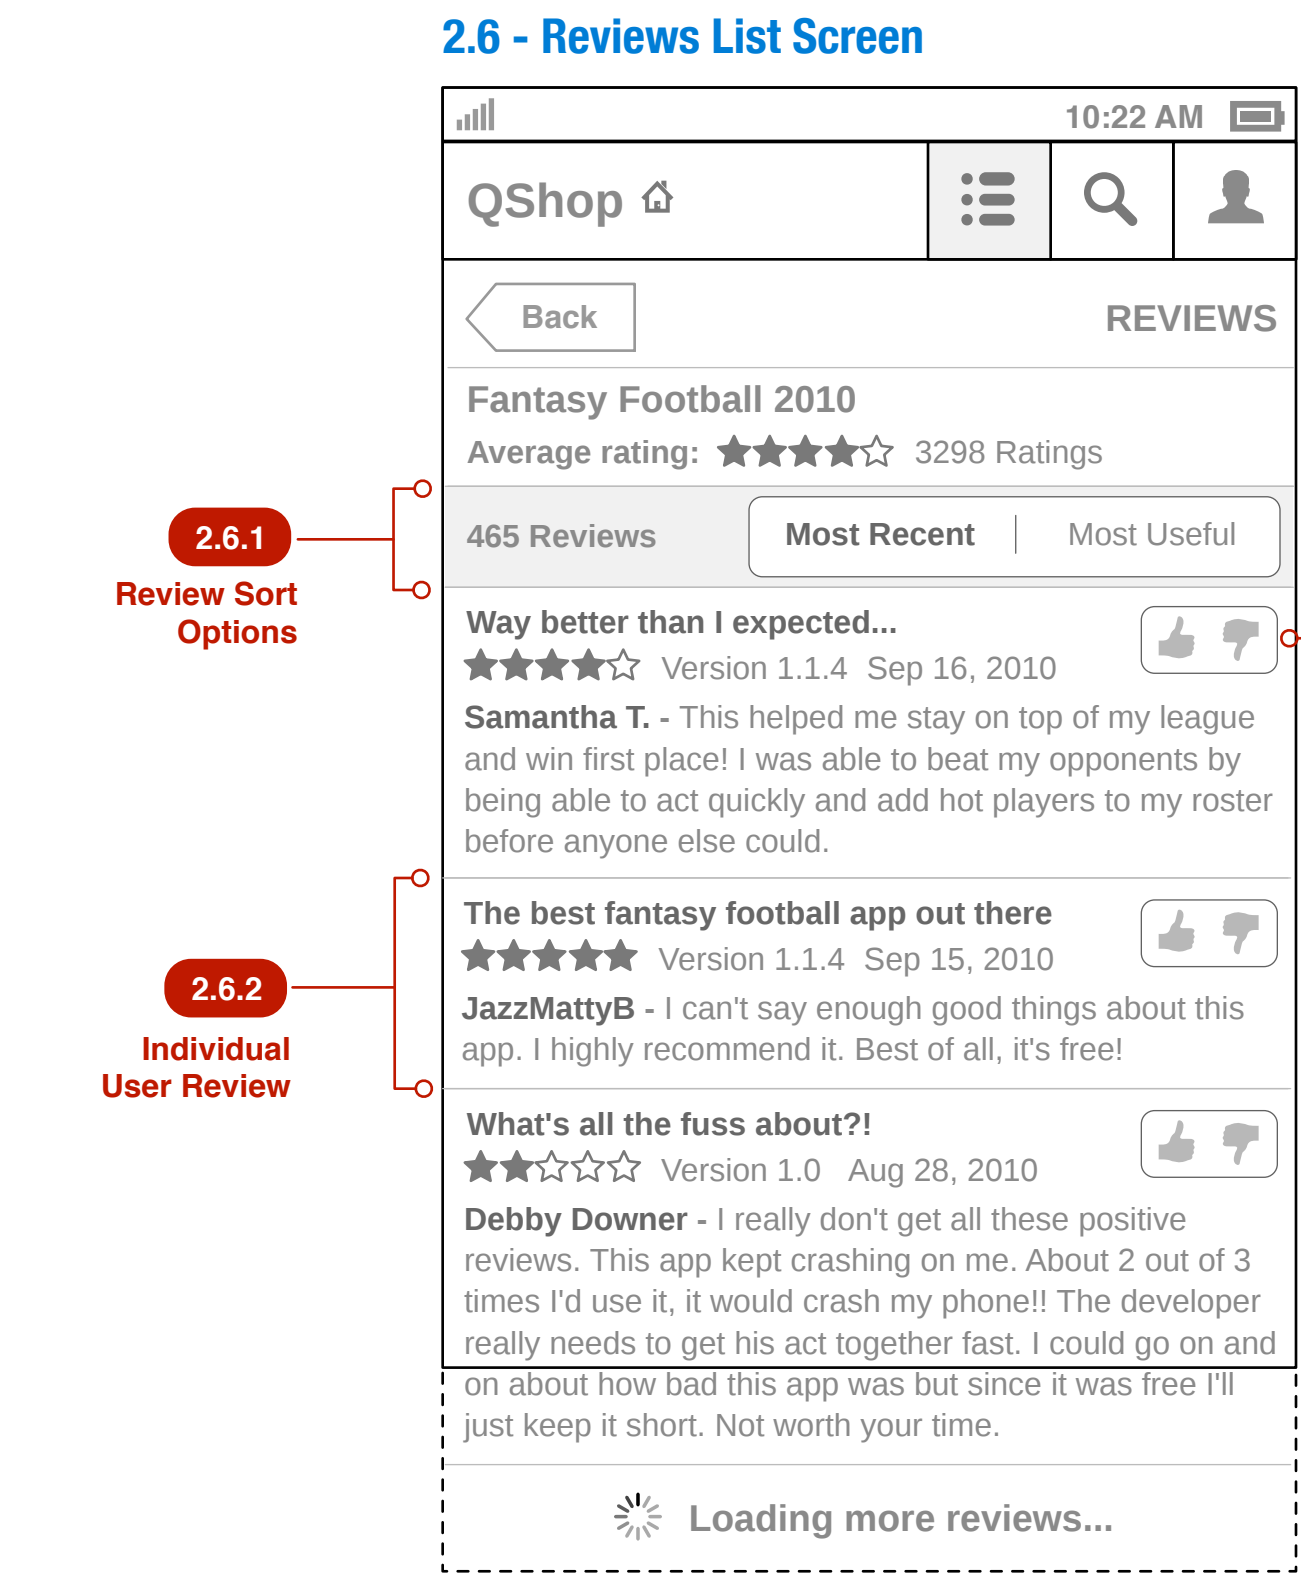 2.6 - Reviews List Screen
10:22 AM
QShop
Back
REVIEWS
Fantasy Football 2010
Average rating: 3298 Ratings
2.6.1
Review Sort
Options
465 Reviews
Most Recent | Most Useful
Way better than I expected...
Version 1.1.4 Sep 16, 2010
Samantha T. - This helped me stay on top of my league
and win first place! I was able to beat my opponents by
being able to act quickly and add hot players to my roster
before anyone else could.
2.6.2
Individual
User Review
The best fantasy football app out there
Version 1.1.4 Sep 15, 2010
JazzMattyB - I can't say enough good things about this
app. I highly recommend it. Best of all, it's free!
What's all the fuss about?!
Version 1.0 Aug 28, 2010
Debby Downer - I really don't get all these positive
reviews. This app kept crashing on me. About 2 out of 3
times I'd use it, it would crash my phone!! The developer
really needs to get his act together fast. I could go on and
on about how bad this app was but since it was free I'll
just keep it short. Not worth your time.
Loading more reviews...